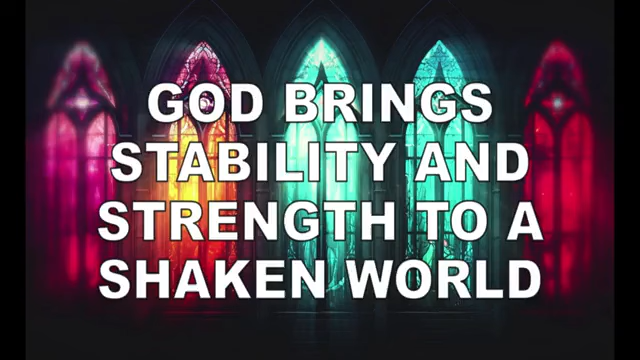 GOD BRINGS
STABILITY AND
STRENGTH TO A
SHAKEN WORLD